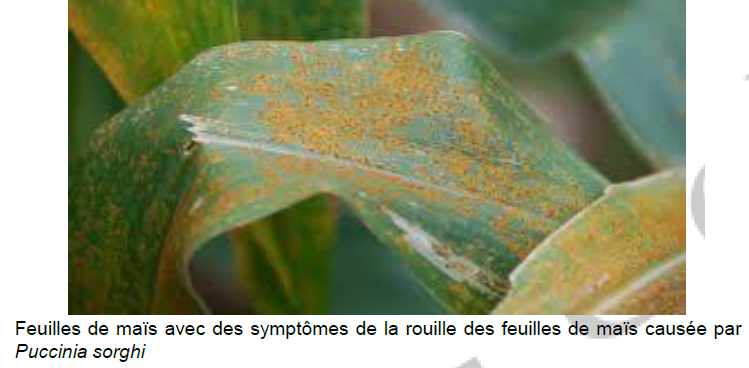 Feuilles de maïs avec des symptômes de la rouille des feuilles de maïs causée par
Puccinia sorghi